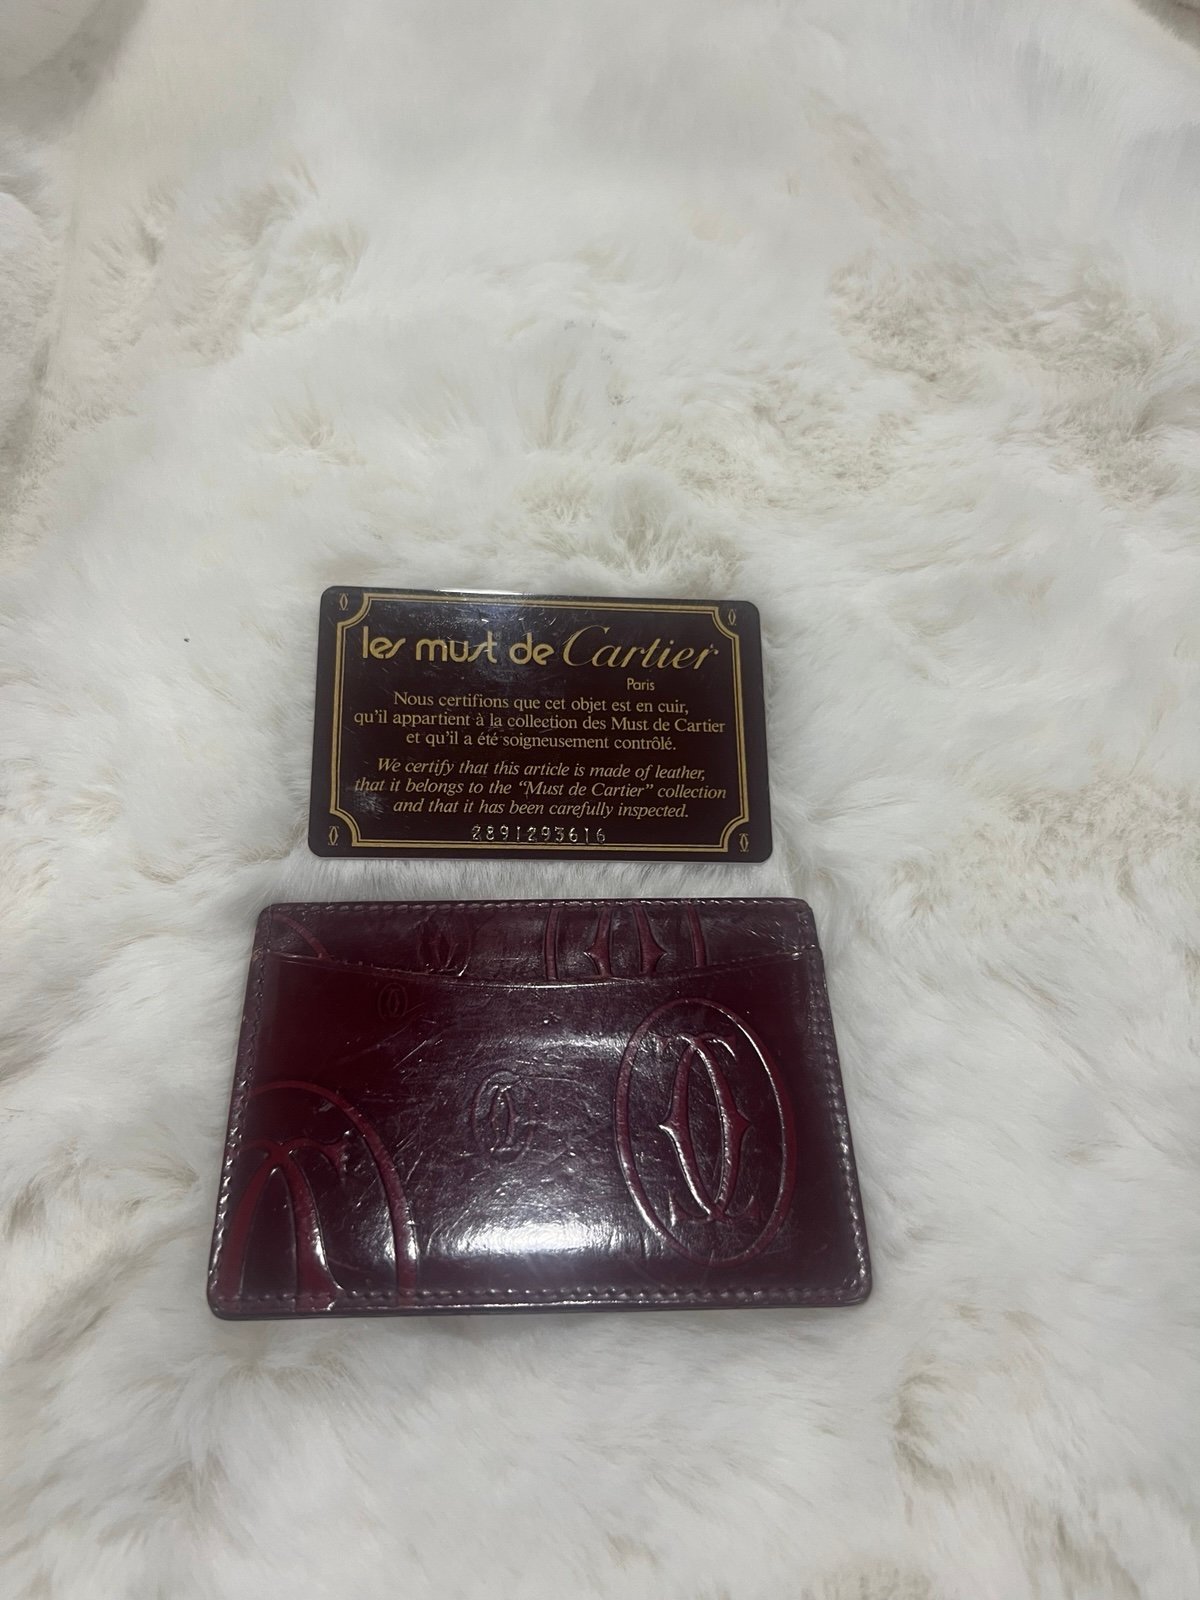 les must de Cartier
Paris
Nous certifions que cet objet est en cuir,
qu'il appartient à la collection des Must de Cartier
et qu'il a été soigneusement contrôlé.
We certify that this article is made of leather,
that it belongs to the “Must de Cartier” collection
and that it has been carefully inspected.
2891293616